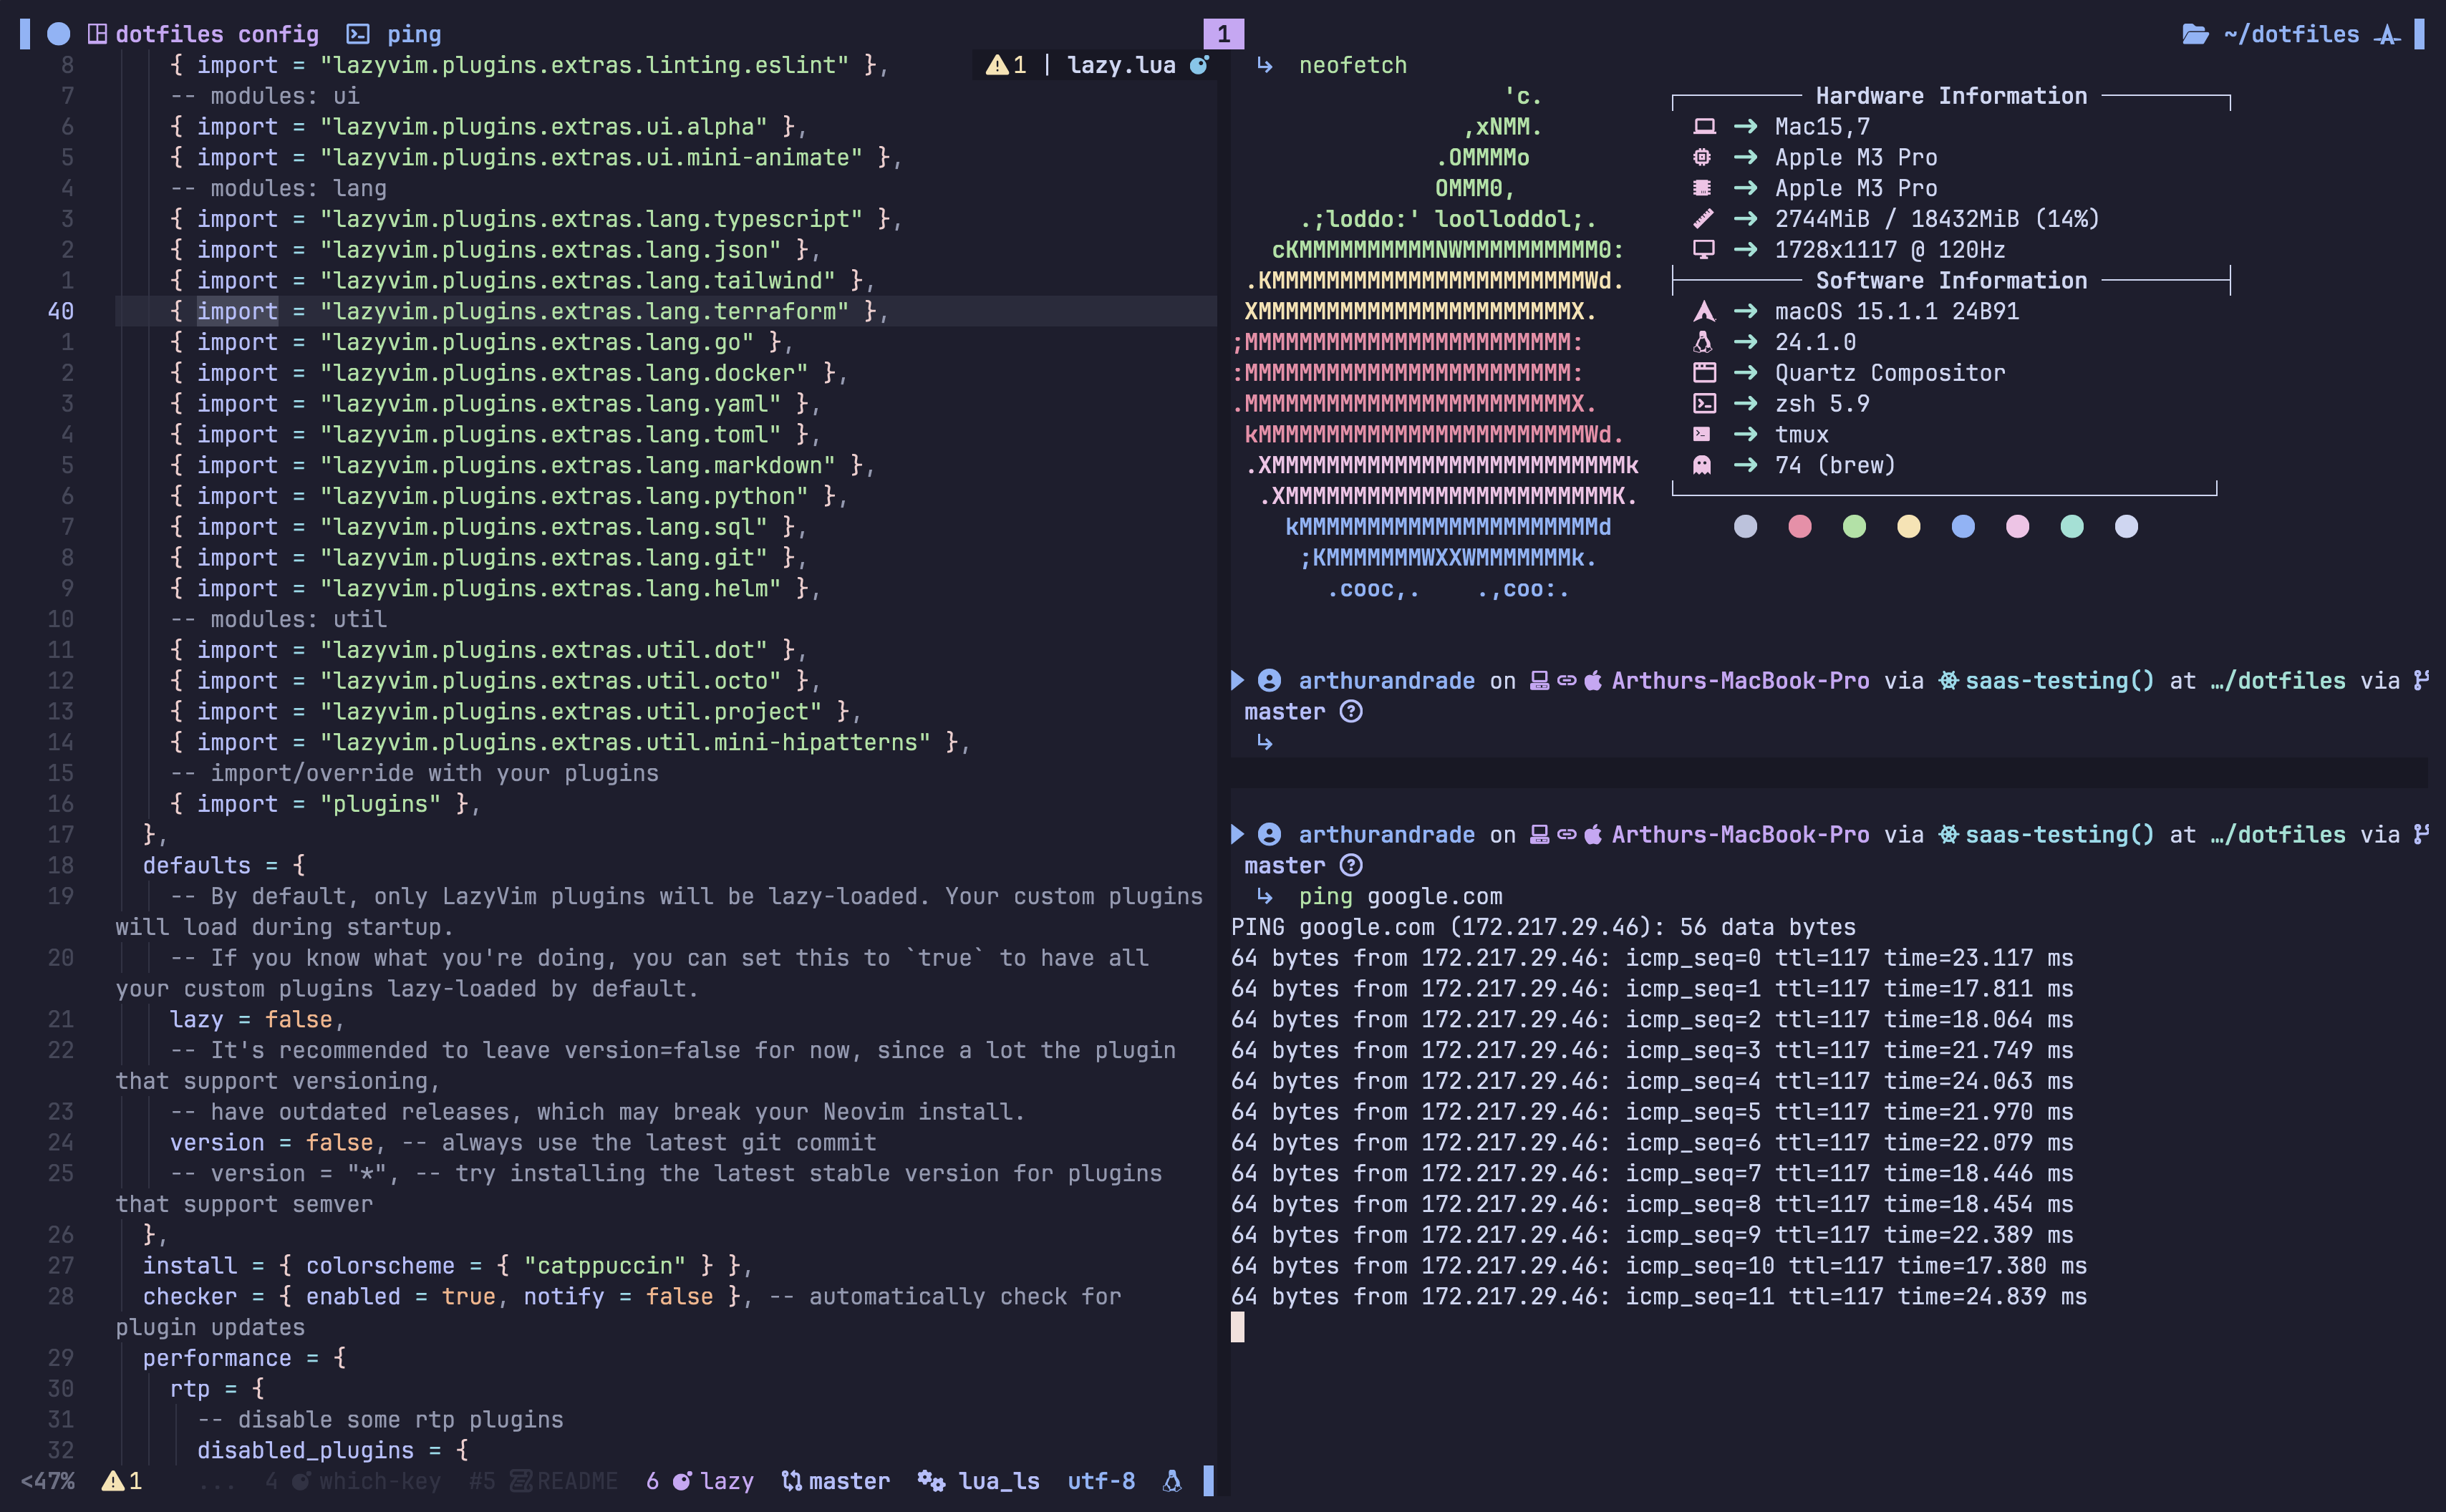 dotfiles config ping 1 ~/dotfiles
8 { import = "lazyvim.plugins.extras.linting.eslint" }, 1 | lazy.lua
7 -- modules: ui
6 { import = "lazyvim.plugins.extras.ui.alpha" },
5 { import = "lazyvim.plugins.extras.ui.mini-animate" },
4 -- modules: lang
3 { import = "lazyvim.plugins.extras.lang.typescript" },
2 { import = "lazyvim.plugins.extras.lang.json" },
1 { import = "lazyvim.plugins.extras.lang.tailwind" },
40 { import = "lazyvim.plugins.extras.lang.terraform" },
1 { import = "lazyvim.plugins.extras.lang.go" },
2 { import = "lazyvim.plugins.extras.lang.docker" },
3 { import = "lazyvim.plugins.extras.lang.yaml" },
4 { import = "lazyvim.plugins.extras.lang.toml" },
5 { import = "lazyvim.plugins.extras.lang.markdown" },
6 { import = "lazyvim.plugins.extras.lang.python" },
7 { import = "lazyvim.plugins.extras.lang.sql" },
8 { import = "lazyvim.plugins.extras.lang.git" },
9 { import = "lazyvim.plugins.extras.lang.helm" },
10 -- modules: util
11 { import = "lazyvim.plugins.extras.util.dot" },
12 { import = "lazyvim.plugins.extras.util.octo" },
13 { import = "lazyvim.plugins.extras.util.project" },
14 { import = "lazyvim.plugins.extras.util.mini-hipatterns" },
15 -- import/override with your plugins
16 { import = "plugins" },
17 },
18 defaults = {
19 -- By default, only LazyVim plugins will be lazy-loaded. Your custom plugins
will load during startup.
20 -- If you know what you're doing, you can set this to `true` to have all
your custom plugins lazy-loaded by default.
21 lazy = false,
22 -- It's recommended to leave version=false for now, since a lot the plugin
that support versioning,
23 -- have outdated releases, which may break your Neovim install.
24 version = false, -- always use the latest git commit
25 -- version = "*", -- try installing the latest stable version for plugins
that support semver
26 },
27 install = { colorscheme = { "catppuccin" } },
28 checker = { enabled = true, notify = false }, -- automatically check for
plugin updates
29 performance = {
30 rtp = {
31 -- disable some rtp plugins
32 disabled_plugins = {
<47% 1 ... 4 which-key #5 README 6 lazy master lua_ls utf-8
neofetch
'c.
,xNMM.
.OMMMMo
OMMM0,
.;loddo:' loolloddol;.
cKMMMMMMMMMMNWMMMMMMMMMM0:
.KMMMMMMMMMMMMMMMMMMMMMMMWd.
XMMMMMMMMMMMMMMMMMMMMMMMX.
;MMMMMMMMMMMMMMMMMMMMMMMM:
:MMMMMMMMMMMMMMMMMMMMMMMM:
.MMMMMMMMMMMMMMMMMMMMMMMMX.
kMMMMMMMMMMMMMMMMMMMMMMMMWd.
.XMMMMMMMMMMMMMMMMMMMMMMMMMMk
.XMMMMMMMMMMMMMMMMMMMMMMMMK.
kMMMMMMMMMMMMMMMMMMMMMMd
;KMMMMMMMWXXWMMMMMMMk.
.cooc,. .,coo:.
Hardware Information
Mac15,7
Apple M3 Pro
Apple M3 Pro
2744MiB / 18432MiB (14%)
1728x1117 @ 120Hz
Software Information
macOS 15.1.1 24B91
24.1.0
Quartz Compositor
zsh 5.9
tmux
74 (brew)
arthurandrade on Arthurs-MacBook-Pro via saas-testing() at …/dotfiles via
master
arthurandrade on Arthurs-MacBook-Pro via saas-testing() at …/dotfiles via
master
ping google.com
PING google.com (172.217.29.46): 56 data bytes
64 bytes from 172.217.29.46: icmp_seq=0 ttl=117 time=23.117 ms
64 bytes from 172.217.29.46: icmp_seq=1 ttl=117 time=17.811 ms
64 bytes from 172.217.29.46: icmp_seq=2 ttl=117 time=18.064 ms
64 bytes from 172.217.29.46: icmp_seq=3 ttl=117 time=21.749 ms
64 bytes from 172.217.29.46: icmp_seq=4 ttl=117 time=24.063 ms
64 bytes from 172.217.29.46: icmp_seq=5 ttl=117 time=21.970 ms
64 bytes from 172.217.29.46: icmp_seq=6 ttl=117 time=22.079 ms
64 bytes from 172.217.29.46: icmp_seq=7 ttl=117 time=18.446 ms
64 bytes from 172.217.29.46: icmp_seq=8 ttl=117 time=18.454 ms
64 bytes from 172.217.29.46: icmp_seq=9 ttl=117 time=22.389 ms
64 bytes from 172.217.29.46: icmp_seq=10 ttl=117 time=17.380 ms
64 bytes from 172.217.29.46: icmp_seq=11 ttl=117 time=24.839 ms